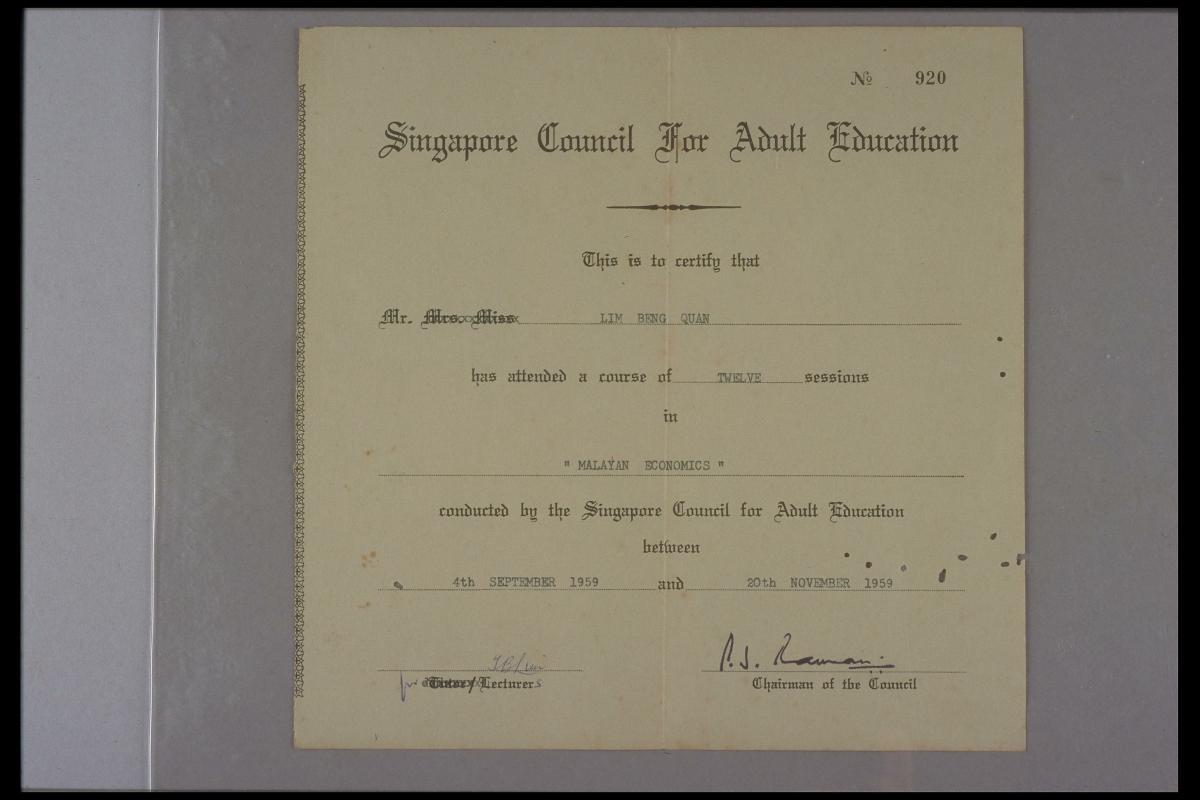 № 920
Singapore Council For Adult Education
This is to certify that
Mr. Mrs. Miss LIM BENG QUAN
has attended a course of TWELVE sessions
in
" MALAYAN ECONOMICS "
conducted by the Singapore Council for Adult Education
between
4th SEPTEMBER 1959 and 20th NOVEMBER 1959
for Tutor/Lecturers
Chairman of the Council